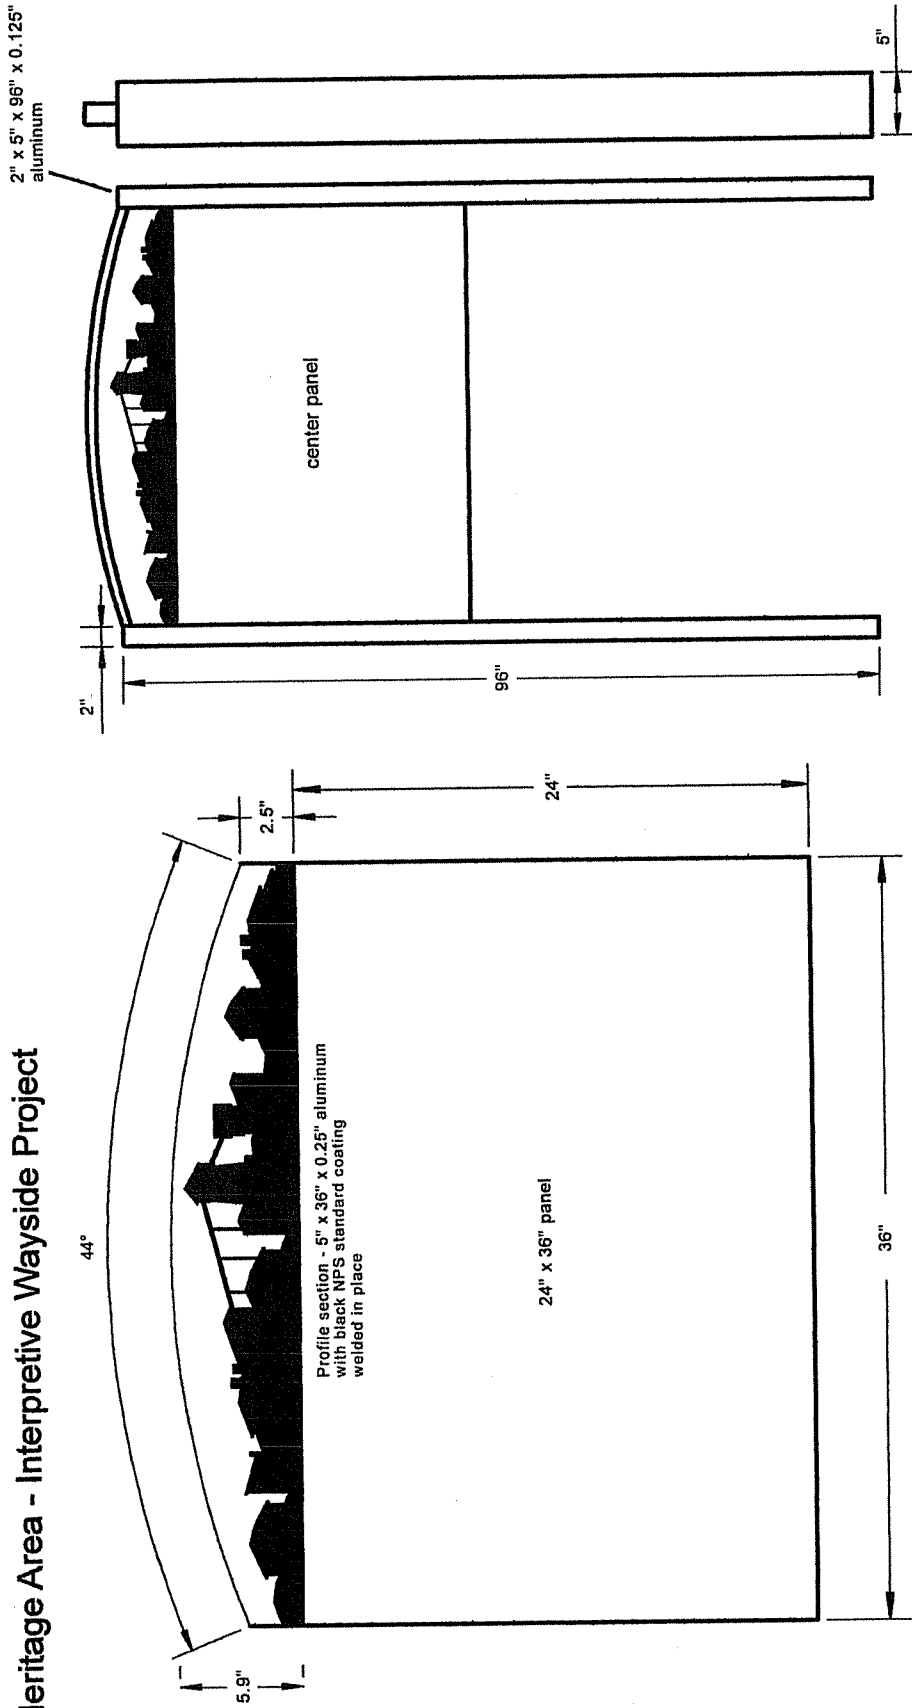 Heritage Area - Interpretive Wayside Project
44°
5.9"
2.5"
24"
Profile section - 5" x 36" x 0.25" aluminum
with black NPS standard coating
welded in place
24" x 36" panel
36"
2" x 5" x 96" x 0.125"
aluminum
2"
center panel
96"
5"